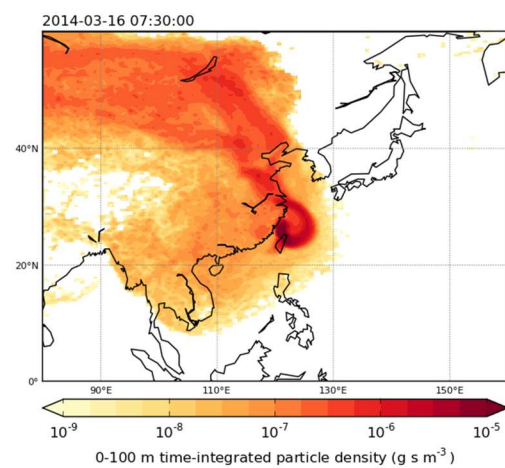 2014-03-16 07:30:00
40°N
20°N
0°
90°E 110°E 130°E 150°E
10⁻⁹ 10⁻⁸ 10⁻⁷ 10⁻⁶ 10⁻⁵
0-100 m time-integrated particle density (g s m⁻³)